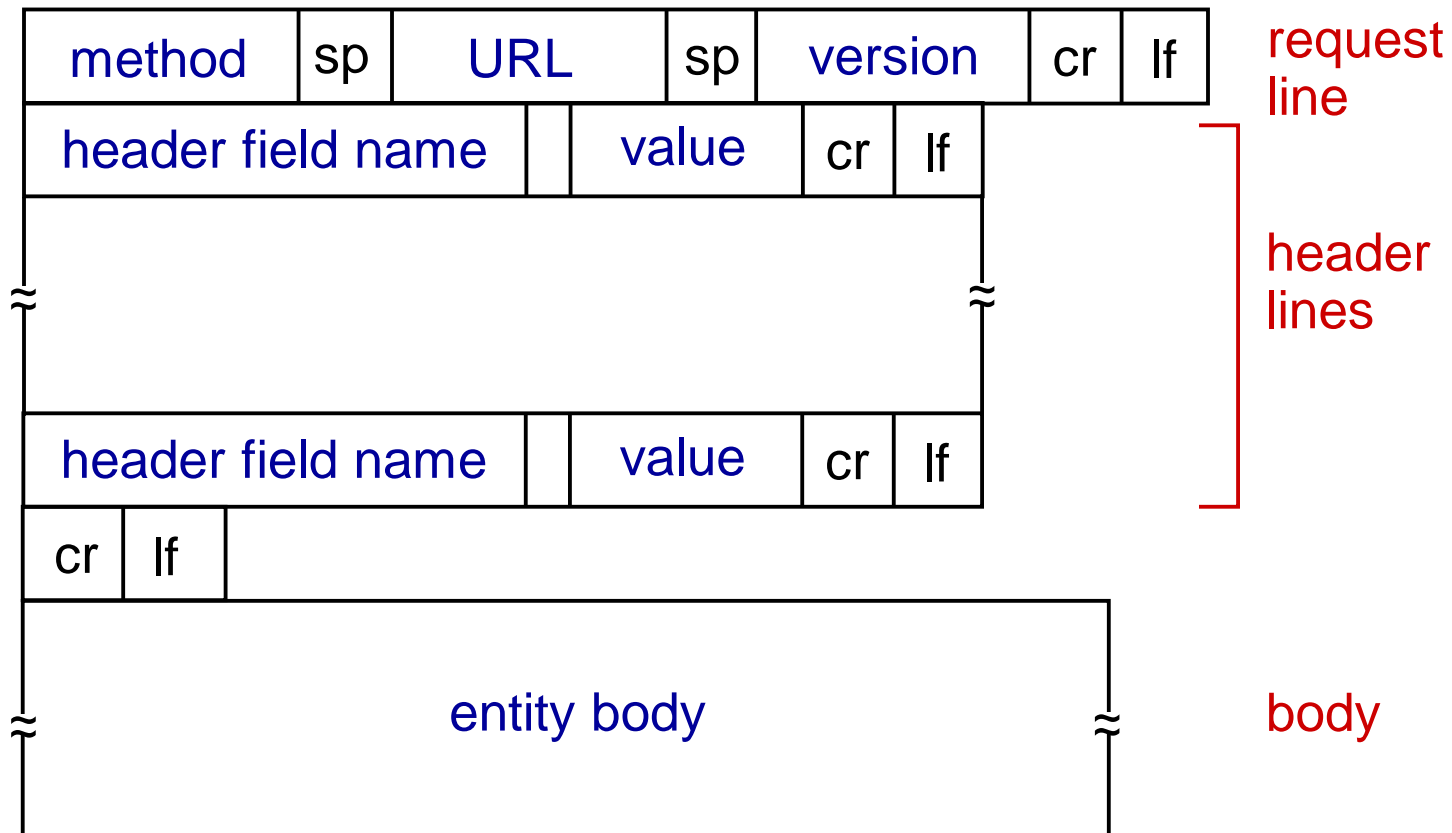 method sp URL sp version cr lf
request
line
header field name value cr lf
header
lines
header field name value cr lf
cr lf
entity body
body